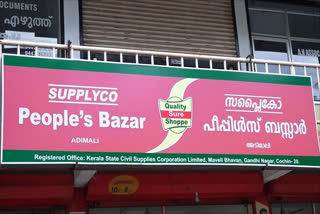 എഴുത്ത്
SUPPLYCO
People's Bazar
ADIMALI
Quality
Sure
Shoppe
സപ്ലൈകോ
പീപ്പിൾസ് ബസ്സാർ
അടിമാലി
Registered Office: Kerala State Civil Supplies Corporation Limited, Maveli Bhavan, Gandhi Nagar, Cochin- 20.